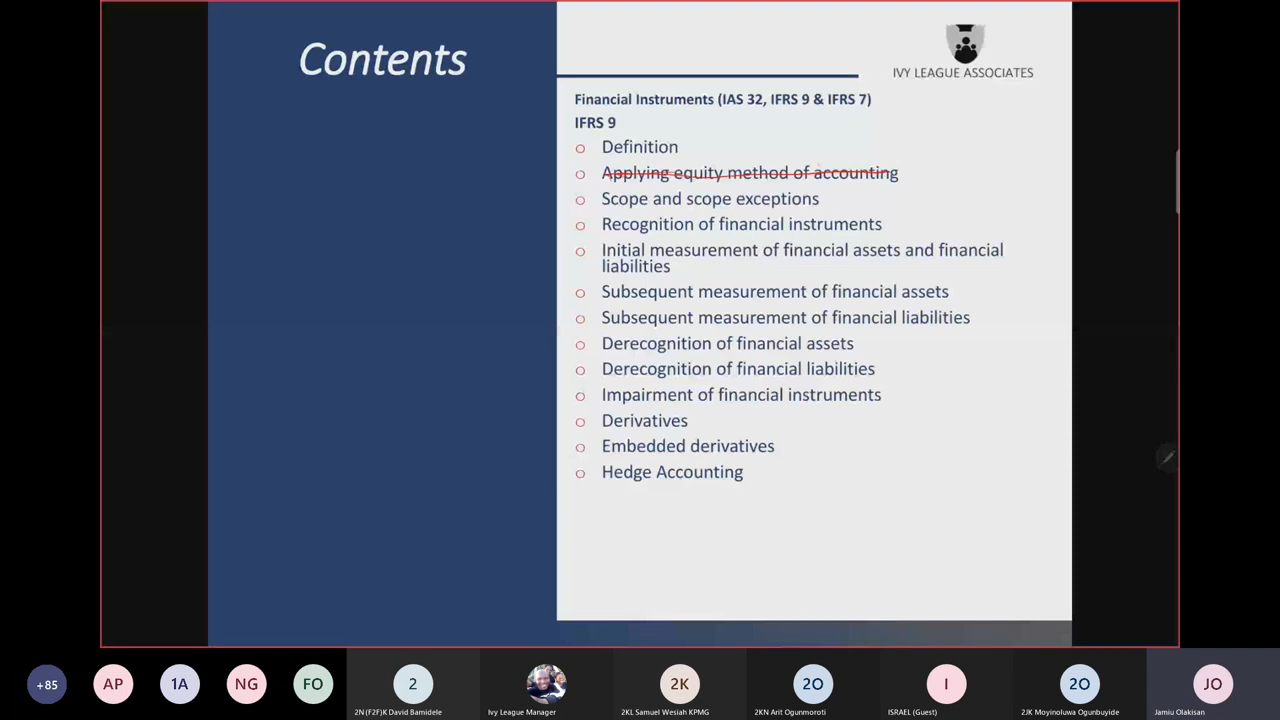 Contents
IVY LEAGUE ASSOCIATES
Financial Instruments (IAS 32, IFRS 9 & IFRS 7)
IFRS 9
Definition
Applying equity method of accounting
Scope and scope exceptions
Recognition of financial instruments
Initial measurement of financial assets and financial
liabilities
Subsequent measurement of financial assets
Subsequent measurement of financial liabilities
Derecognition of financial assets
Derecognition of financial liabilities
Impairment of financial instruments
Derivatives
Embedded derivatives
Hedge Accounting
+85
AP
1A
NG
FO
2
2N (F2F)K David Bamidele
Ivy League Manager
2K
2KL Samuel Wesiah KPMG
2O
2KN Arit Ogunmoroti
I
ISRAEL (Guest)
2O
2JK Moyinoluwa Ogunbuyide
JO
Jamiu Olakisan